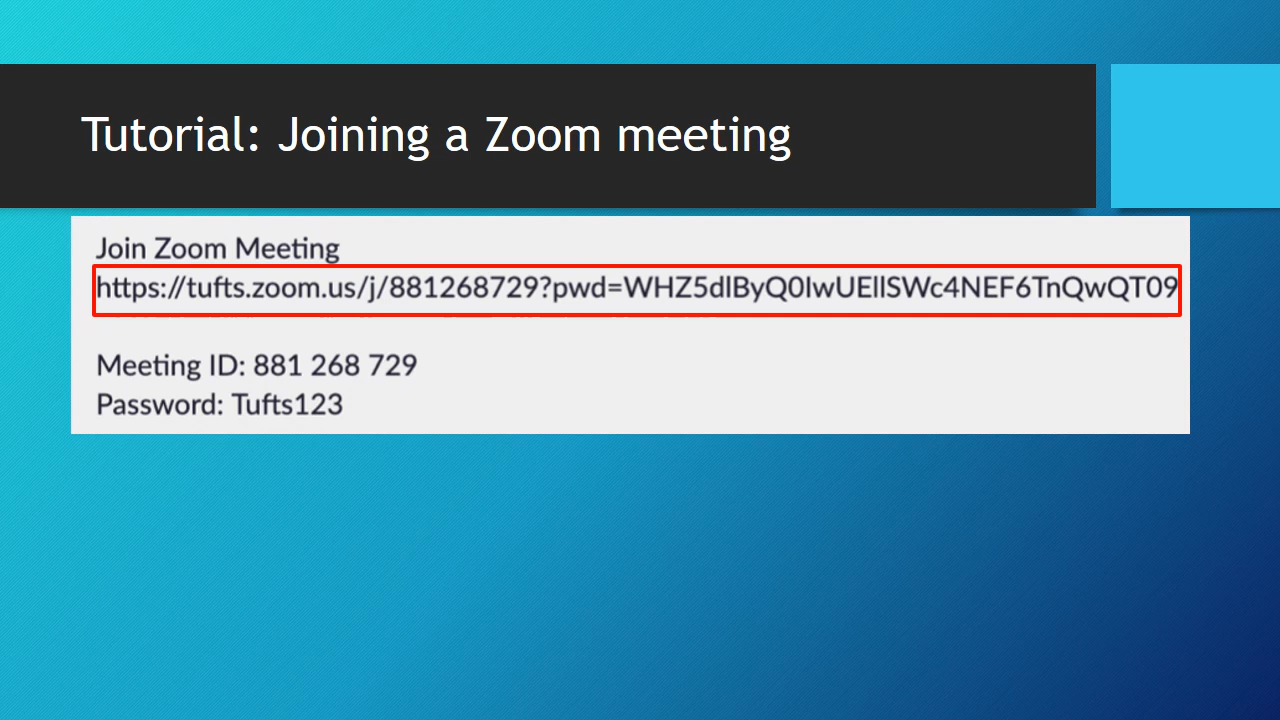 Tutorial: Joining a Zoom meeting
Join Zoom Meeting
https://tufts.zoom.us/j/881268729?pwd=WHZ5dlByQ0lwUEllSWc4NEF6TnQwQT09
Meeting ID: 881 268 729
Password: Tufts123